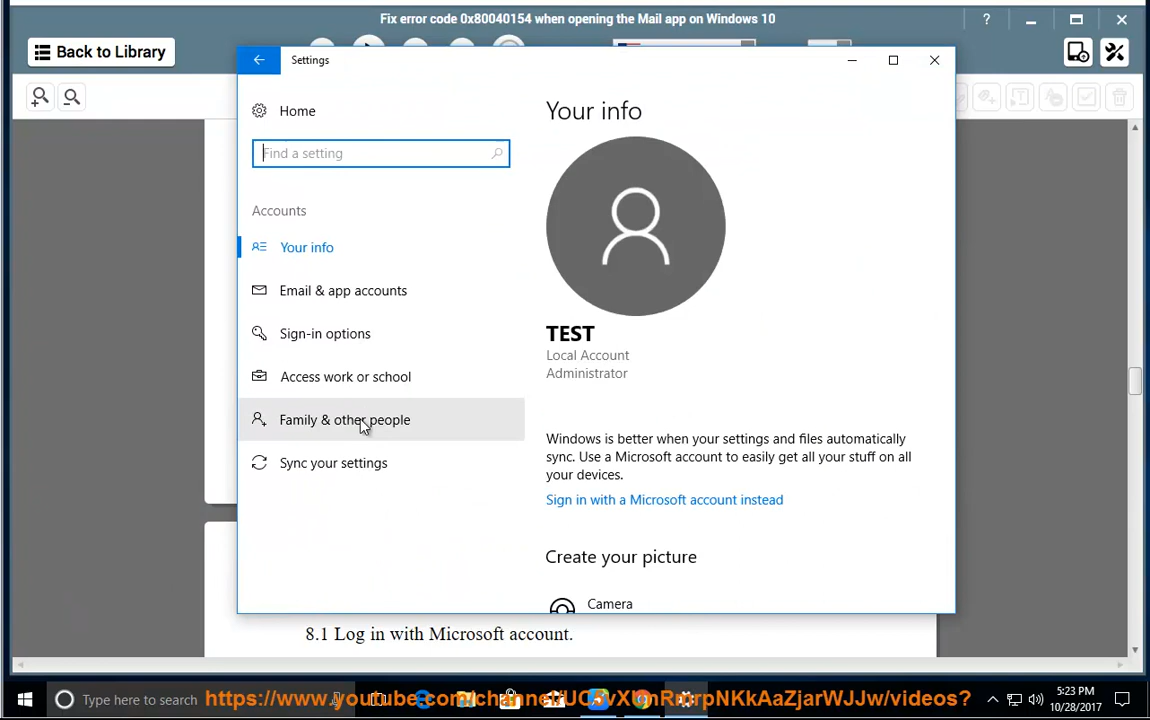 Fix error code 0x80040154 when opening the Mail app on Windows 10
?
Back to Library
Settings
Home
Find a setting
Accounts
Your info
Email & app accounts
Sign-in options
Access work or school
Family & other people
Sync your settings
Your info
TEST
Local Account
Administrator
Windows is better when your settings and files automatically
sync. Use a Microsoft account to easily get all your stuff on all
your devices.
Sign in with a Microsoft account instead
Create your picture
Camera
8.1 Log in with Microsoft account.
Type here to search
5:23 PM
10/28/2017